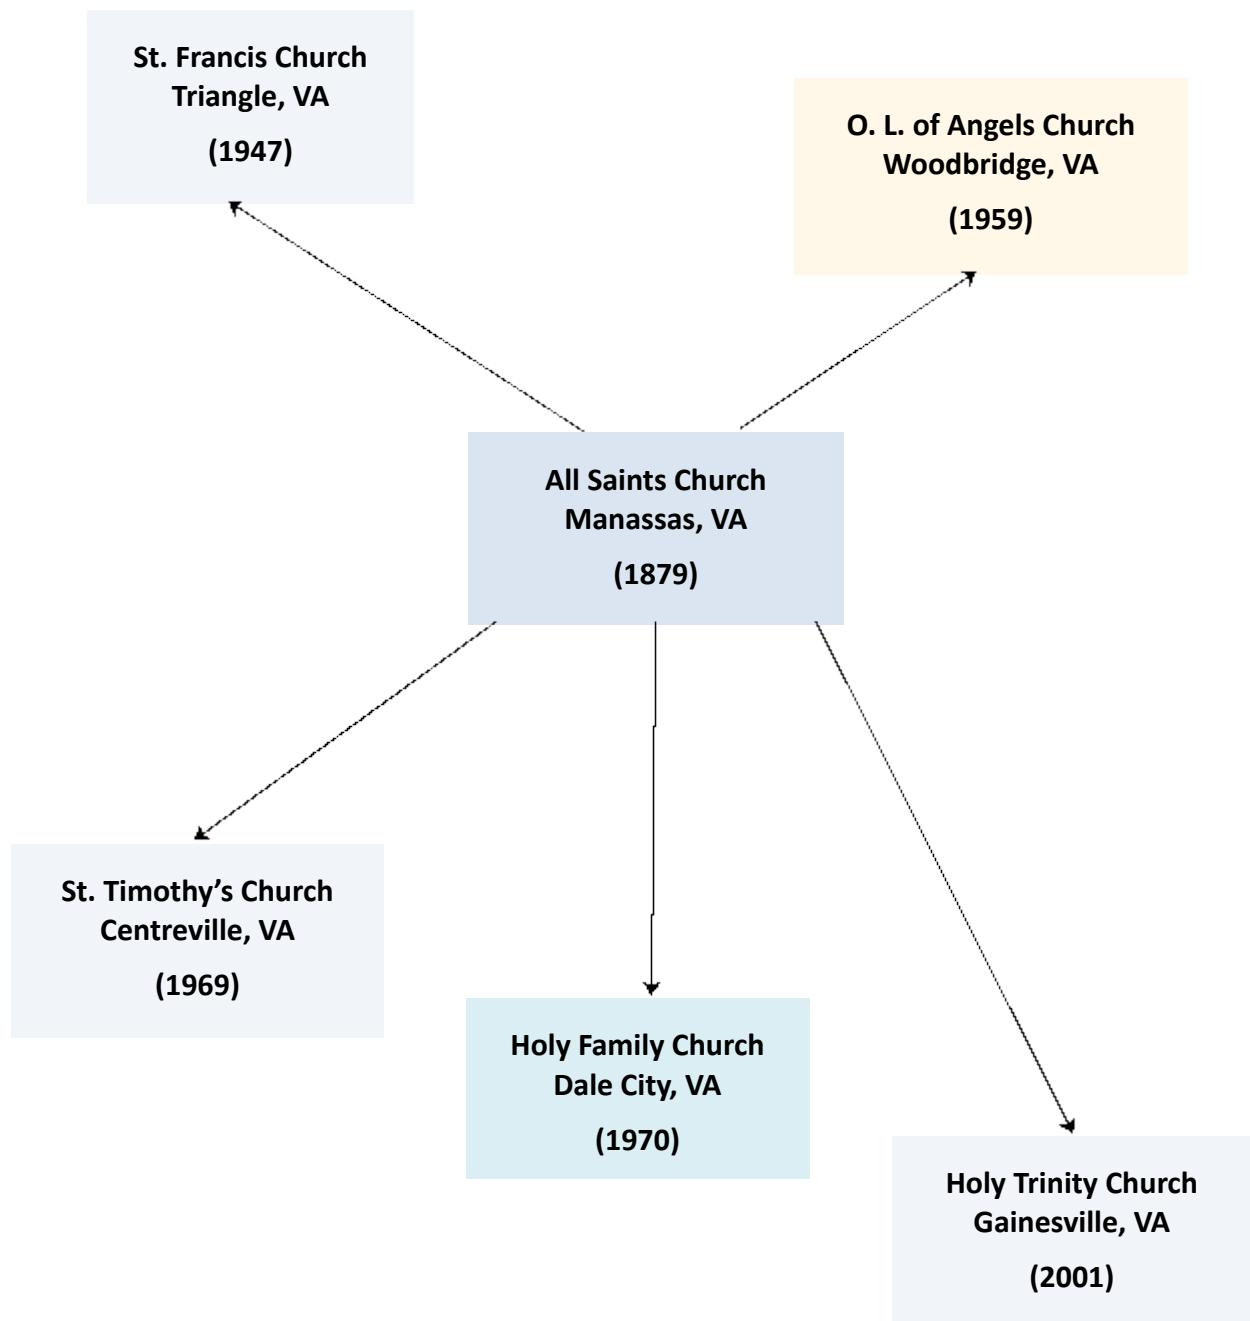 St. Francis Church
Triangle, VA
(1947)
O. L. of Angels Church
Woodbridge, VA
(1959)
All Saints Church
Manassas, VA
(1879)
St. Timothy’s Church
Centreville, VA
(1969)
Holy Family Church
Dale City, VA
(1970)
Holy Trinity Church
Gainesville, VA
(2001)